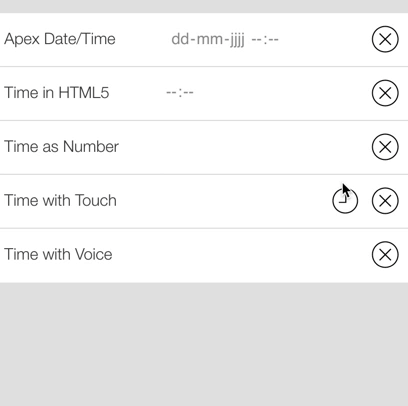 Apex Date/Time dd-mm-jjjj --:--
Time in HTML5 --:--
Time as Number
Time with Touch
Time with Voice